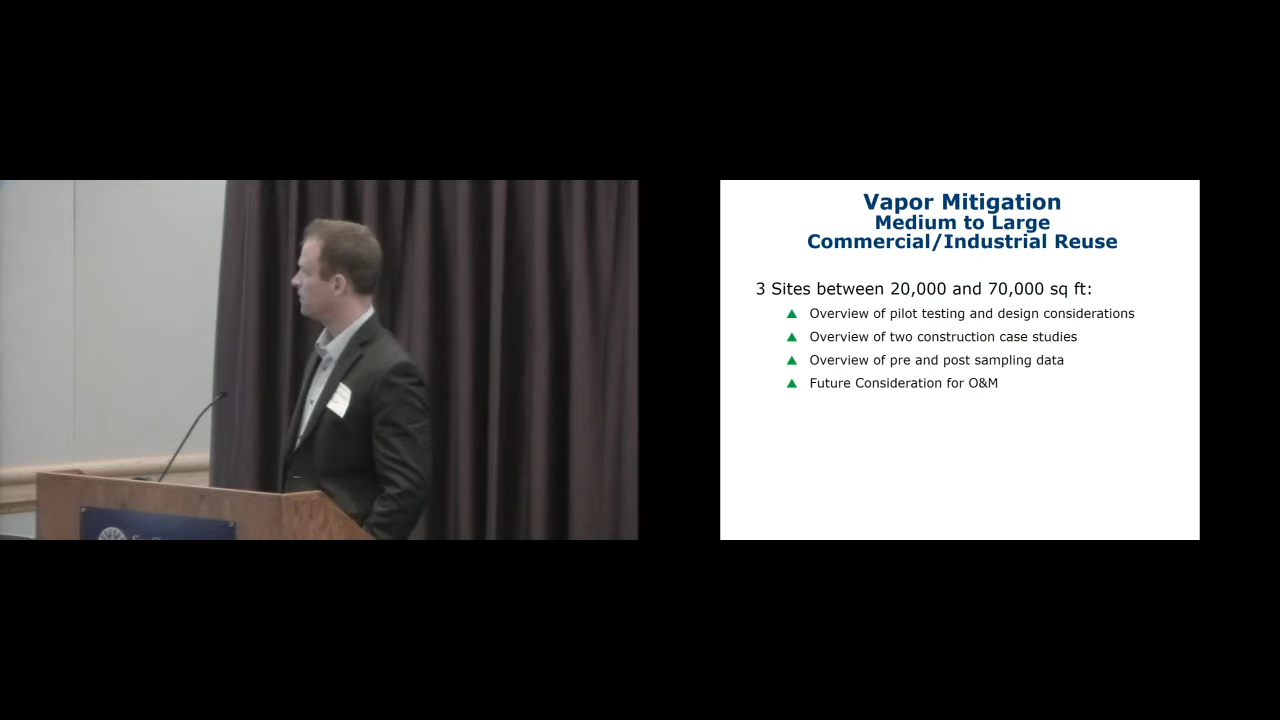 Vapor Mitigation
Medium to Large
Commercial/Industrial Reuse
3 Sites between 20,000 and 70,000 sq ft:
Overview of pilot testing and design considerations
Overview of two construction case studies
Overview of pre and post sampling data
Future Consideration for O&M